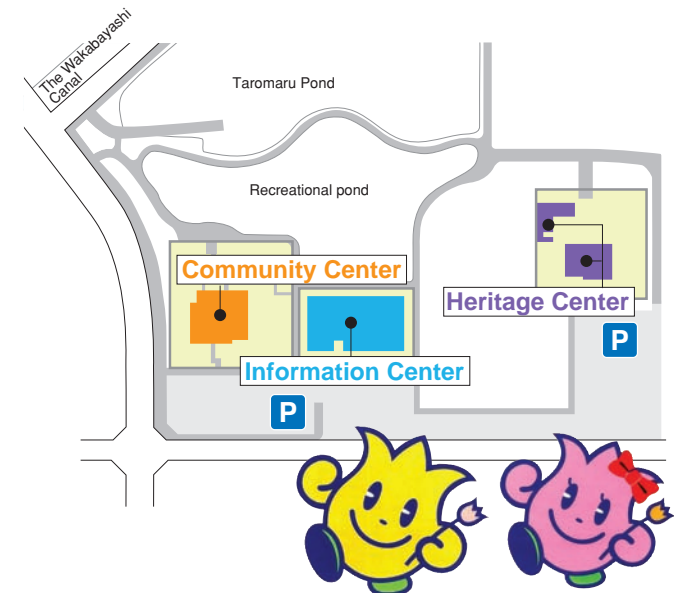 The Wakabayashi
Canal
Taromaru Pond
Recreational pond
Community Center
Heritage Center
P
Information Center
P